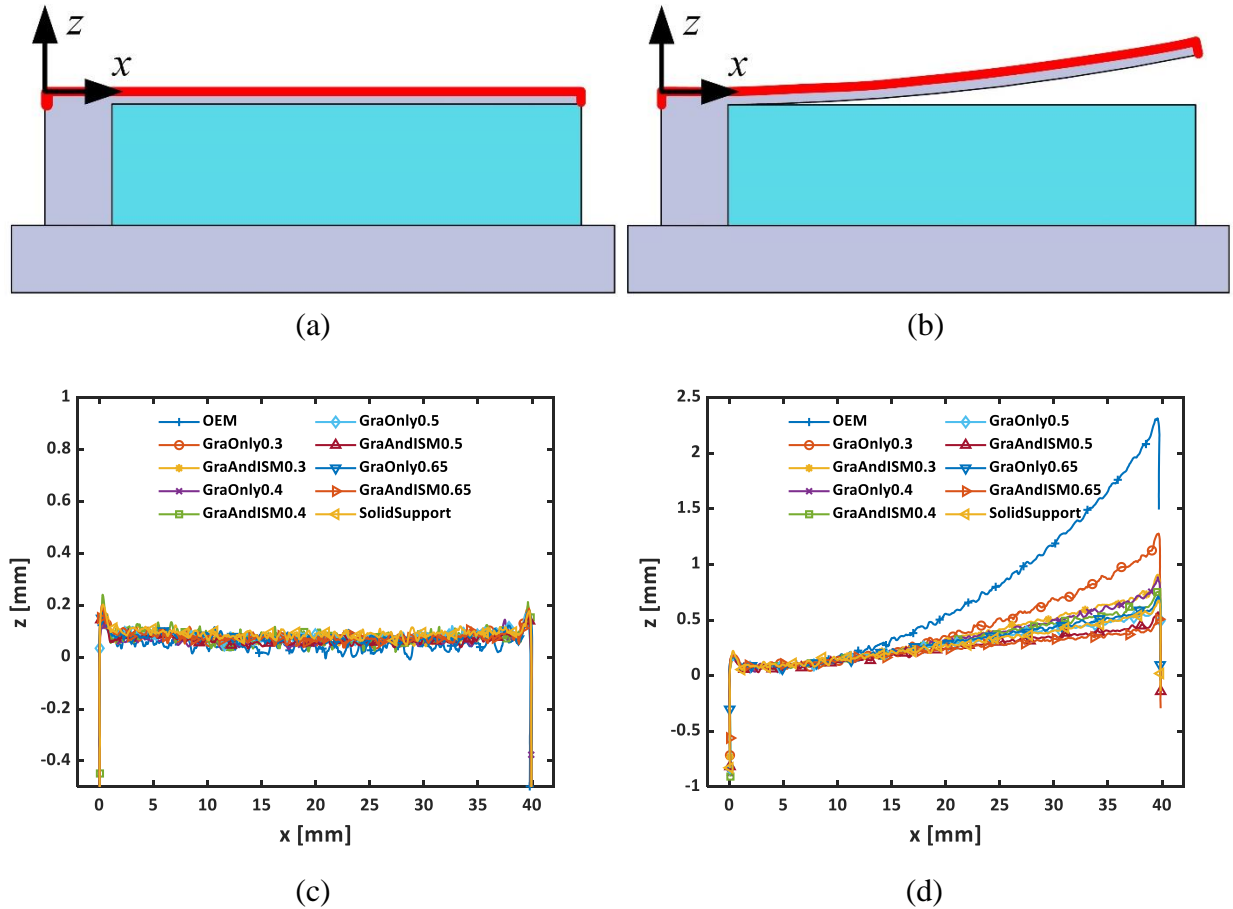 z
x
z
x
(a)
(b)
1
0.8
0.6
0.4
0.2
0
-0.2
-0.4
z [mm]
OEM
GraOnly0.3
GraAndISM0.3
GraOnly0.4
GraAndISM0.4
GraOnly0.5
GraAndISM0.5
GraOnly0.65
GraAndISM0.65
SolidSupport
0 5 10 15 20 25 30 35 40
x [mm]
(c)
2.5
2
1.5
1
0.5
0
-0.5
-1
z [mm]
OEM
GraOnly0.3
GraAndISM0.3
GraOnly0.4
GraAndISM0.4
GraOnly0.5
GraAndISM0.5
GraOnly0.65
GraAndISM0.65
SolidSupport
0 5 10 15 20 25 30 35 40
x [mm]
(d)